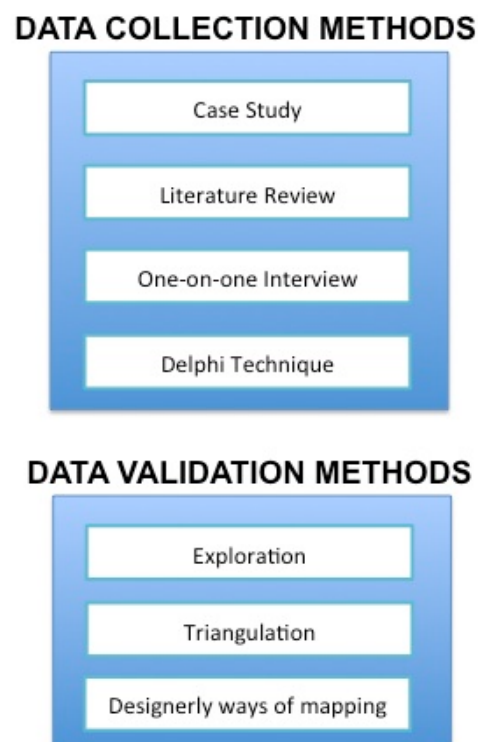 DATA COLLECTION METHODS
Case Study
Literature Review
One-on-one Interview
Delphi Technique
DATA VALIDATION METHODS
Exploration
Triangulation
Designerly ways of mapping